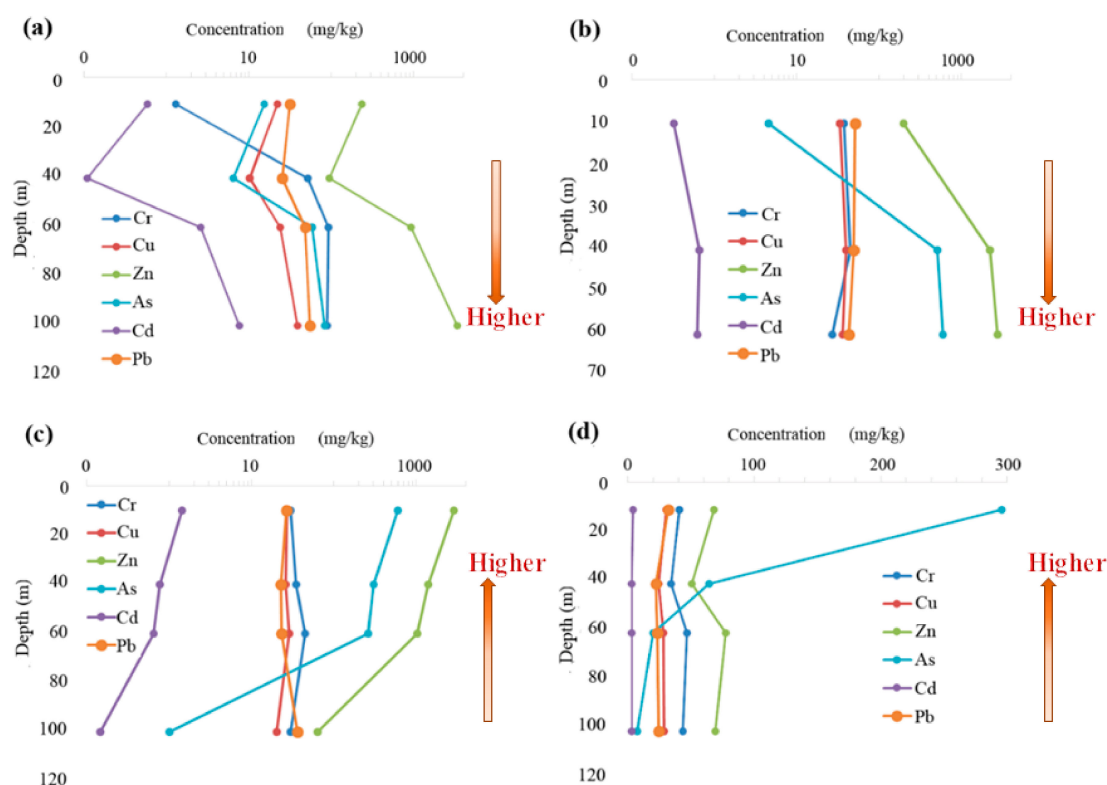 (a)
Concentration (mg/kg)
0 10 1000
0
20
40
60
80
100
120
Depth (m)
Cr
Cu
Zn
As
Cd
Pb
Higher
(b)
Concentration (mg/kg)
0 10 1000
0
10
20
30
40
50
60
70
Depth (m)
Cr
Cu
Zn
As
Cd
Pb
Higher
(c)
Concentration (mg/kg)
0 10 1000
0
20
40
60
80
100
120
Depth (m)
Cr
Cu
Zn
As
Cd
Pb
Higher
(d)
Concentration (mg/kg)
0 100 200 300
0
20
40
60
80
100
120
Depth (m)
Cr
Cu
Zn
As
Cd
Pb
Higher